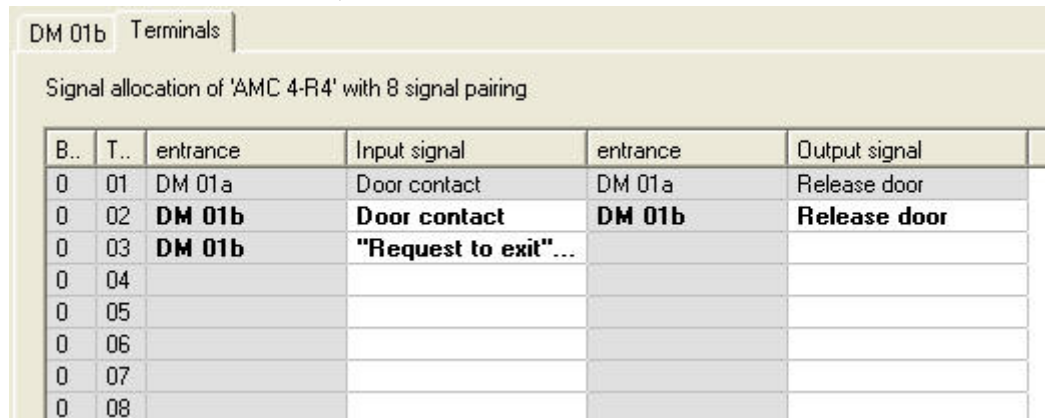 DM 01b Terminals
Signal allocation of 'AMC 4-R4' with 8 signal pairing
B.. T.. entrance Input signal entrance Output signal
0 01 DM 01a Door contact DM 01a Release door
0 02 DM 01b Door contact DM 01b Release door
0 03 DM 01b "Request to exit"...
0 04
0 05
0 06
0 07
0 08